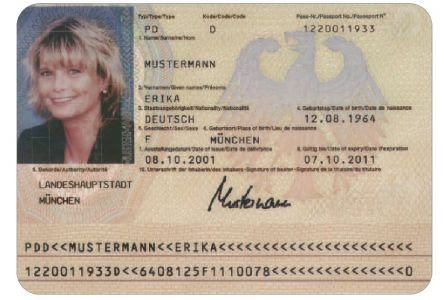 Typ/Type/Type Kode/Code/Code Pass-Nr./Passport No./Passeport N°
PD D 1220011933
1. Name/Surname/Nom
MUSTERMANN
2. Vornamen/Given names/Prénoms
ERIKA
3. Staatsangehörigkeit/Nationality/Nationalité 4. Geburtstag/Date of birth/Date de naissance
DEUTSCH 12.08.1964
5. Geschlecht/Sex/Sexe 6. Geburtsort/Place of birth/Lieu de naissance
F MÜNCHEN
7. Ausstellungsdatum/Date of issue/Date de délivrance 8. Gültig bis/Date of expiry/Date d'expiration
08.10.2001 07.10.2011
9. Behörde/Authority/Autorité 10. Unterschrift der Inhaberin/des Inhabers-Signature of bearer-Signature de la titulaire/du titulaire
LANDESHAUPTSTADT
MÜNCHEN
Mustermann
PDD<<MUSTERMANN<<ERIKA<<<<<<<<<<<<<<<<<<<<<<
1220011933D<<6408125F1110078<<<<<<<<<<<<<<<0